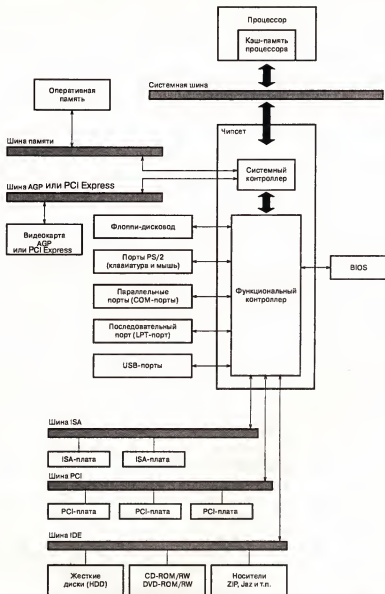 Процессор
Кэш-память
процессора
Системная шина
Оперативная
память
Чипсет
Шина памяти
Системный
контроллер
Шина AGP или PCI Express
Видеокарта
AGP
или PCI Express
Флоппи-дисковод
Порты PS/2
(клавиатура и мышь)
Параллельные
порты (COM-порты)
Последовательный
порт (LPT-порт)
USB-порты
Функциональный
контроллер
BIOS
Шина ISA
ISA-плата
ISA-плата
Шина PCI
PCI-плата
PCI-плата
PCI-плата
Шина IDE
Жесткие
диски (HDD)
CD-ROM/RW
DVD-ROM/RW
Носители
ZIP, Jaz и т.п.